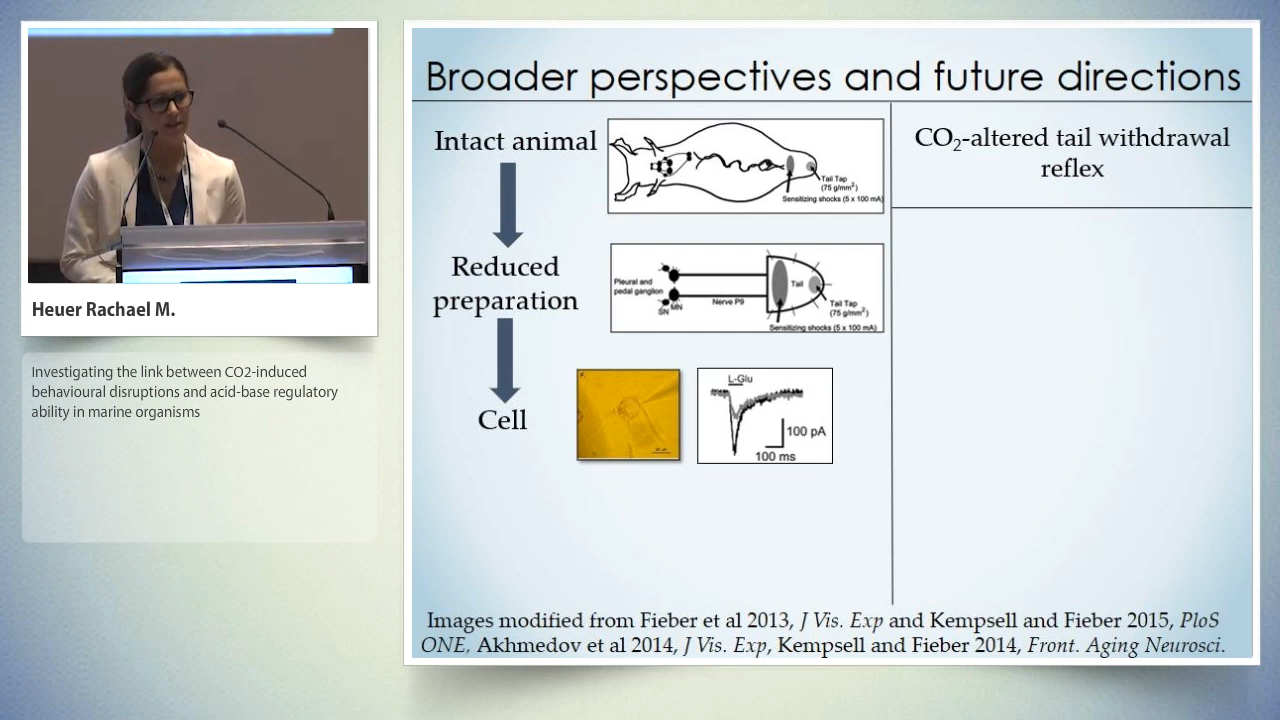 Broader perspectives and future directions
Intact animal
Tail Tap
(75 g/mm²)
Sensitizing shocks (5 x 100 mA)
CO₂-altered tail withdrawal
reflex
Reduced
preparation
Pleural and
pedal ganglion
SN
MN
Nerve P9
Tail
Tail Tap
(75 g/mm²)
Sensitizing shocks (5 x 100 mA)
Cell
L-Glu
100 pA
100 ms
Images modified from Fieber et al 2013, J Vis. Exp and Kempsell and Fieber 2015, PloS
ONE, Akhmedov et al 2014, J Vis. Exp, Kempsell and Fieber 2014, Front. Aging Neurosci.
Heuer Rachael M.
Investigating the link between CO2-induced
behavioural disruptions and acid-base regulatory
ability in marine organisms